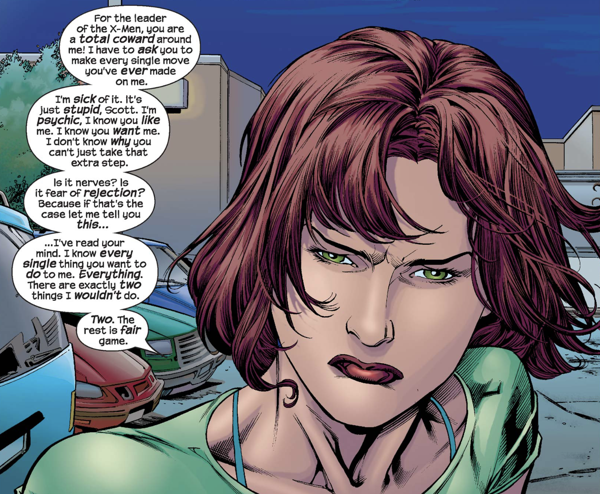 For the leader
of the X-Men, you are
a total coward around
me! I have to ask you to
make every single move
you've ever made
on me.
I'm sick of it. It's
just stupid, Scott. I'm
psychic, I know you like
me. I know you want me.
I don't know why you
can't just take that
extra step.
Is it nerves? Is
it fear of rejection?
Because if that's the
case let me tell you
this...
...I've read your
mind. I know every
single thing you want to
do to me. Everything.
There are exactly two
things I wouldn't do.
Two. The
rest is fair
game.